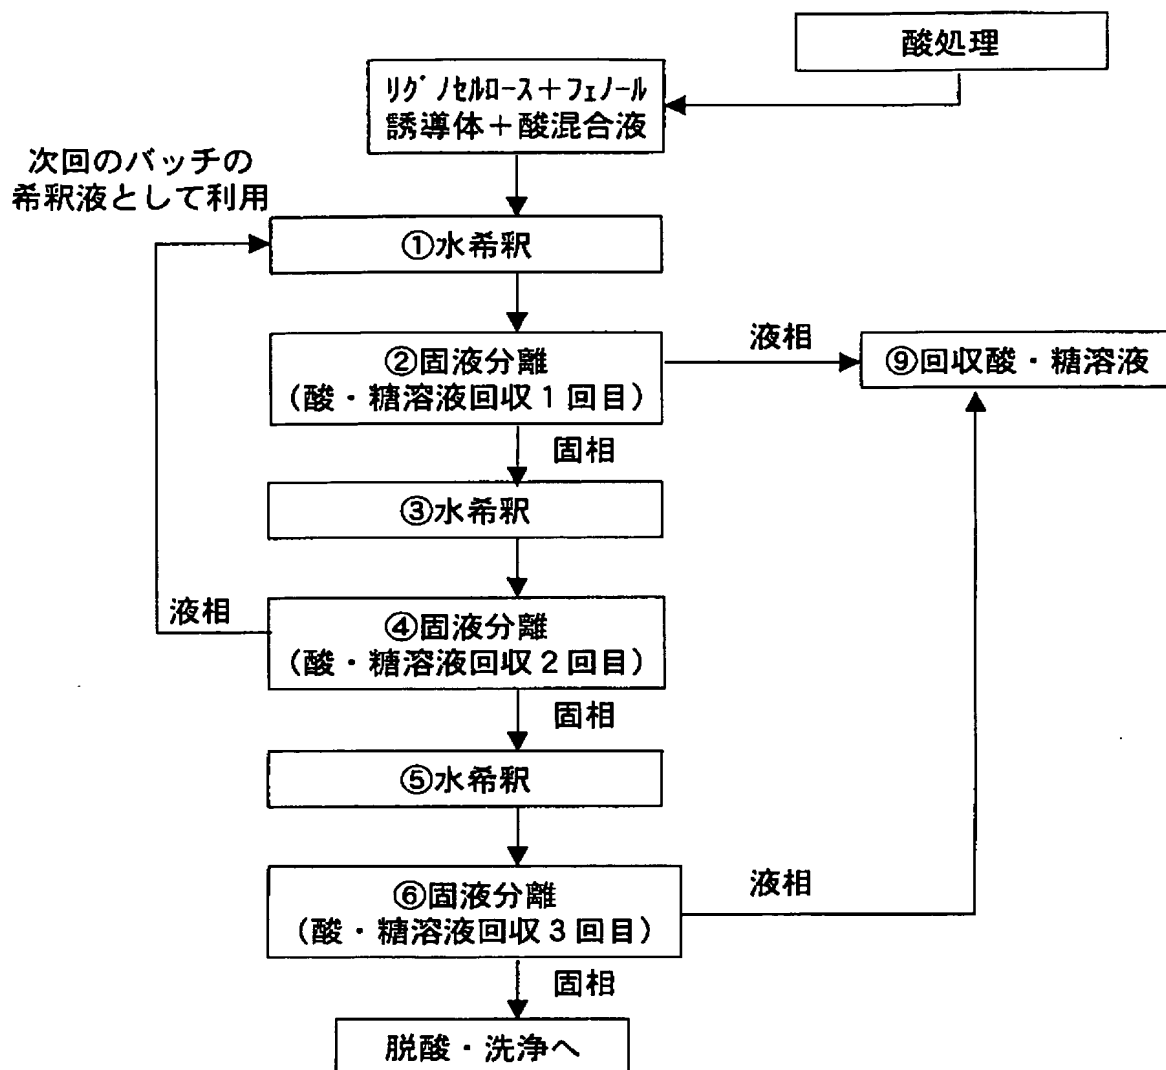 酸処理
リグノセルロース+フェノール
誘導体+酸混合液
次回のバッチの
希釈液として利用
①水希釈
②固液分離
(酸・糖溶液回収1回目)
液相
⑨回収酸・糖溶液
固相
③水希釈
液相
④固液分離
(酸・糖溶液回収2回目)
固相
⑤水希釈
⑥固液分離
(酸・糖溶液回収3回目)
液相
固相
脱酸・洗浄へ